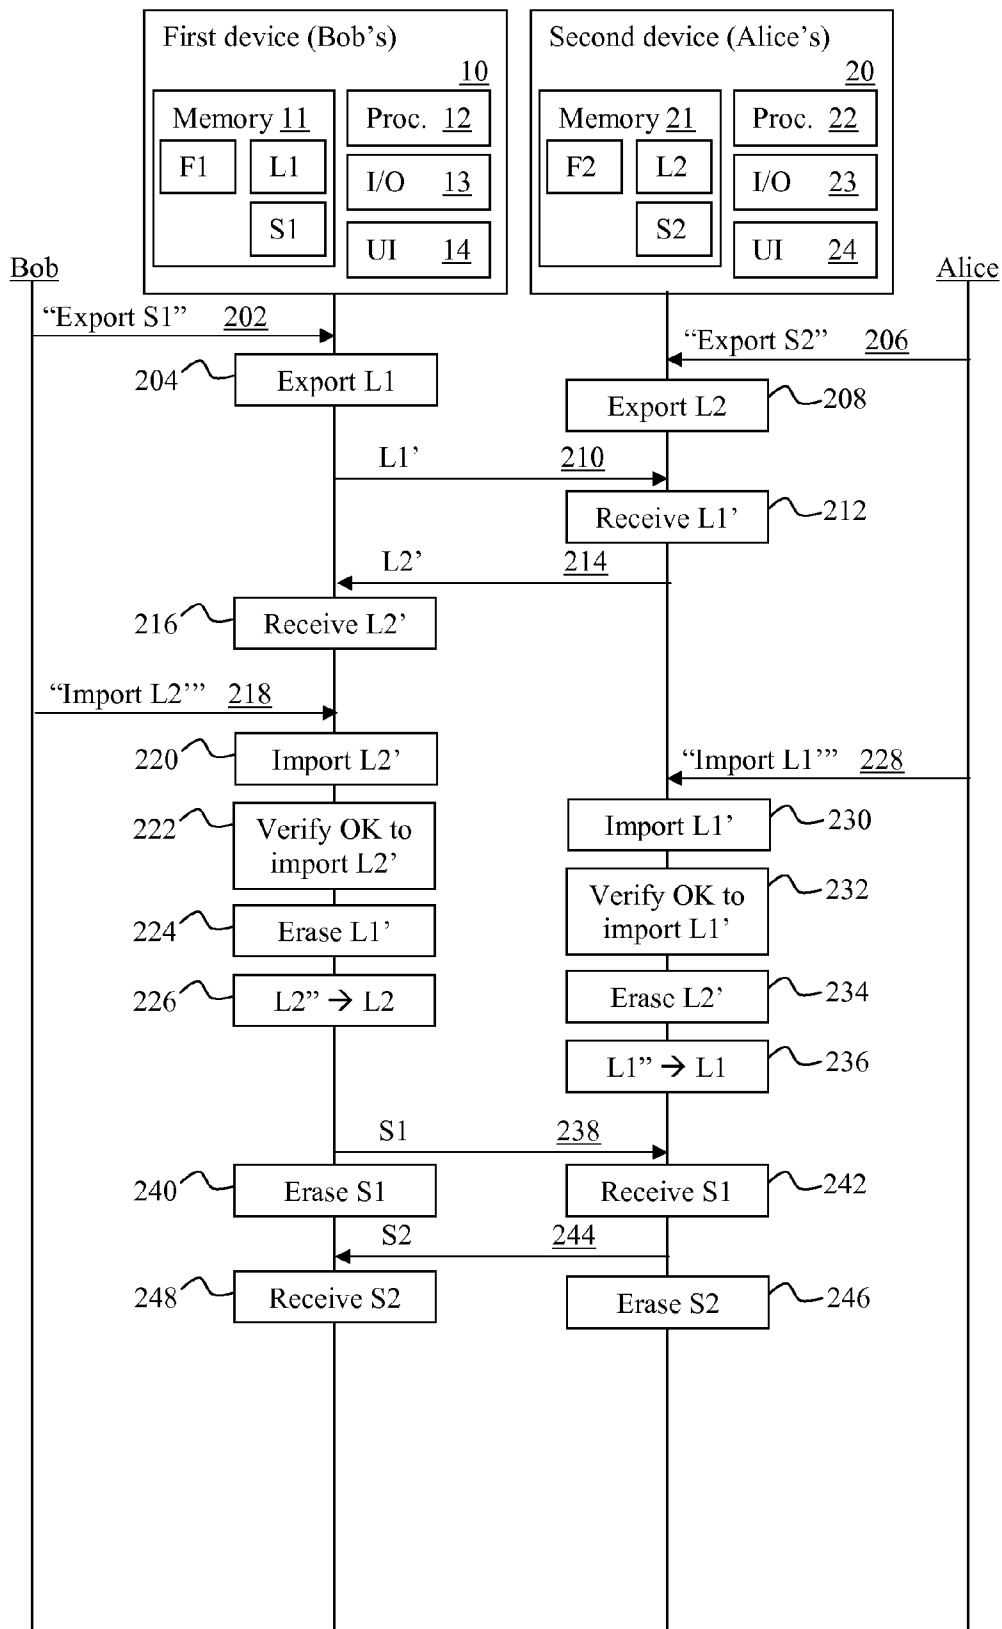 First device (Bob's)
10
Memory 11
F1
L1
S1
Proc. 12
I/O 13
UI 14
Second device (Alice's)
20
Memory 21
F2
L2
S2
Proc. 22
I/O 23
UI 24
Bob
Alice
“Export S1” 202
“Export S2” 206
204
Export L1
Export L2
208
L1’ 210
Receive L1’
212
L2’ 214
216
Receive L2’
“Import L2’” 218
220
Import L2’
“Import L1’” 228
222
Verify OK to
import L2’
Import L1’
230
Verify OK to
import L1’
232
224
Erase L1’
226
L2” → L2
Erase L2’
234
L1” → L1
236
S1 238
240
Erase S1
Receive S1
242
S2 244
248
Receive S2
Erase S2
246